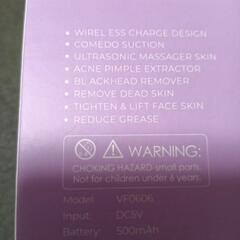 • WIREL ESS CHARGE DESIGN
• COMEDO SUCTION
• ULTRASONIC MASSAGER SKIN
• ACNE PIMPLE EXTRACTOR
• BL ACKHEAD REMOVER
• REMOVE DEAD SKIN
• TIGHTEN & LIFT FACE SKIN
• REDUCE GREASE
WARNING:
CHOKING HAZARD-small parts.
Not for children under 6 years.
Model: VF0606
Input: DC5V
Battery: 500mAh